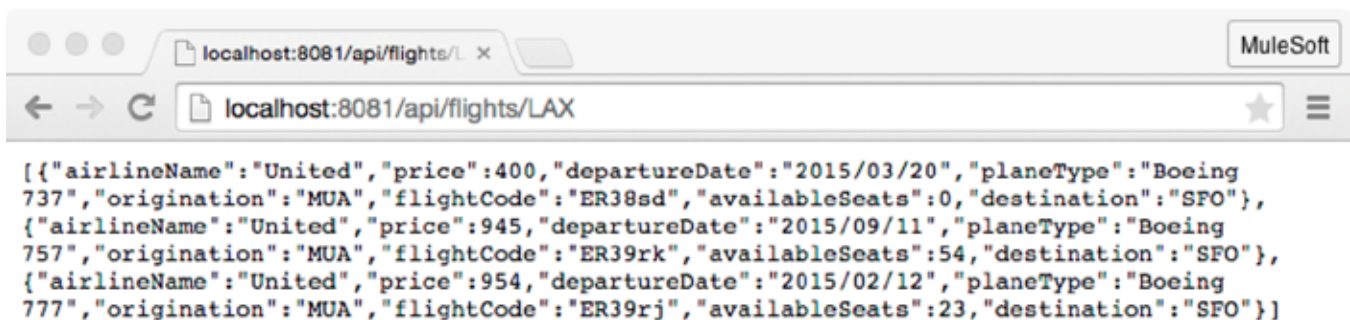 localhost:8081/api/flights/L ×
MuleSoft
localhost:8081/api/flights/LAX
[{"airlineName":"United","price":400,"departureDate":"2015/03/20","planeType":"Boeing
737","origination":"MUA","flightCode":"ER38sd","availableSeats":0,"destination":"SFO"},
{"airlineName":"United","price":945,"departureDate":"2015/09/11","planeType":"Boeing
757","origination":"MUA","flightCode":"ER39rk","availableSeats":54,"destination":"SFO"},
{"airlineName":"United","price":954,"departureDate":"2015/02/12","planeType":"Boeing
777","origination":"MUA","flightCode":"ER39rj","availableSeats":23,"destination":"SFO"}]